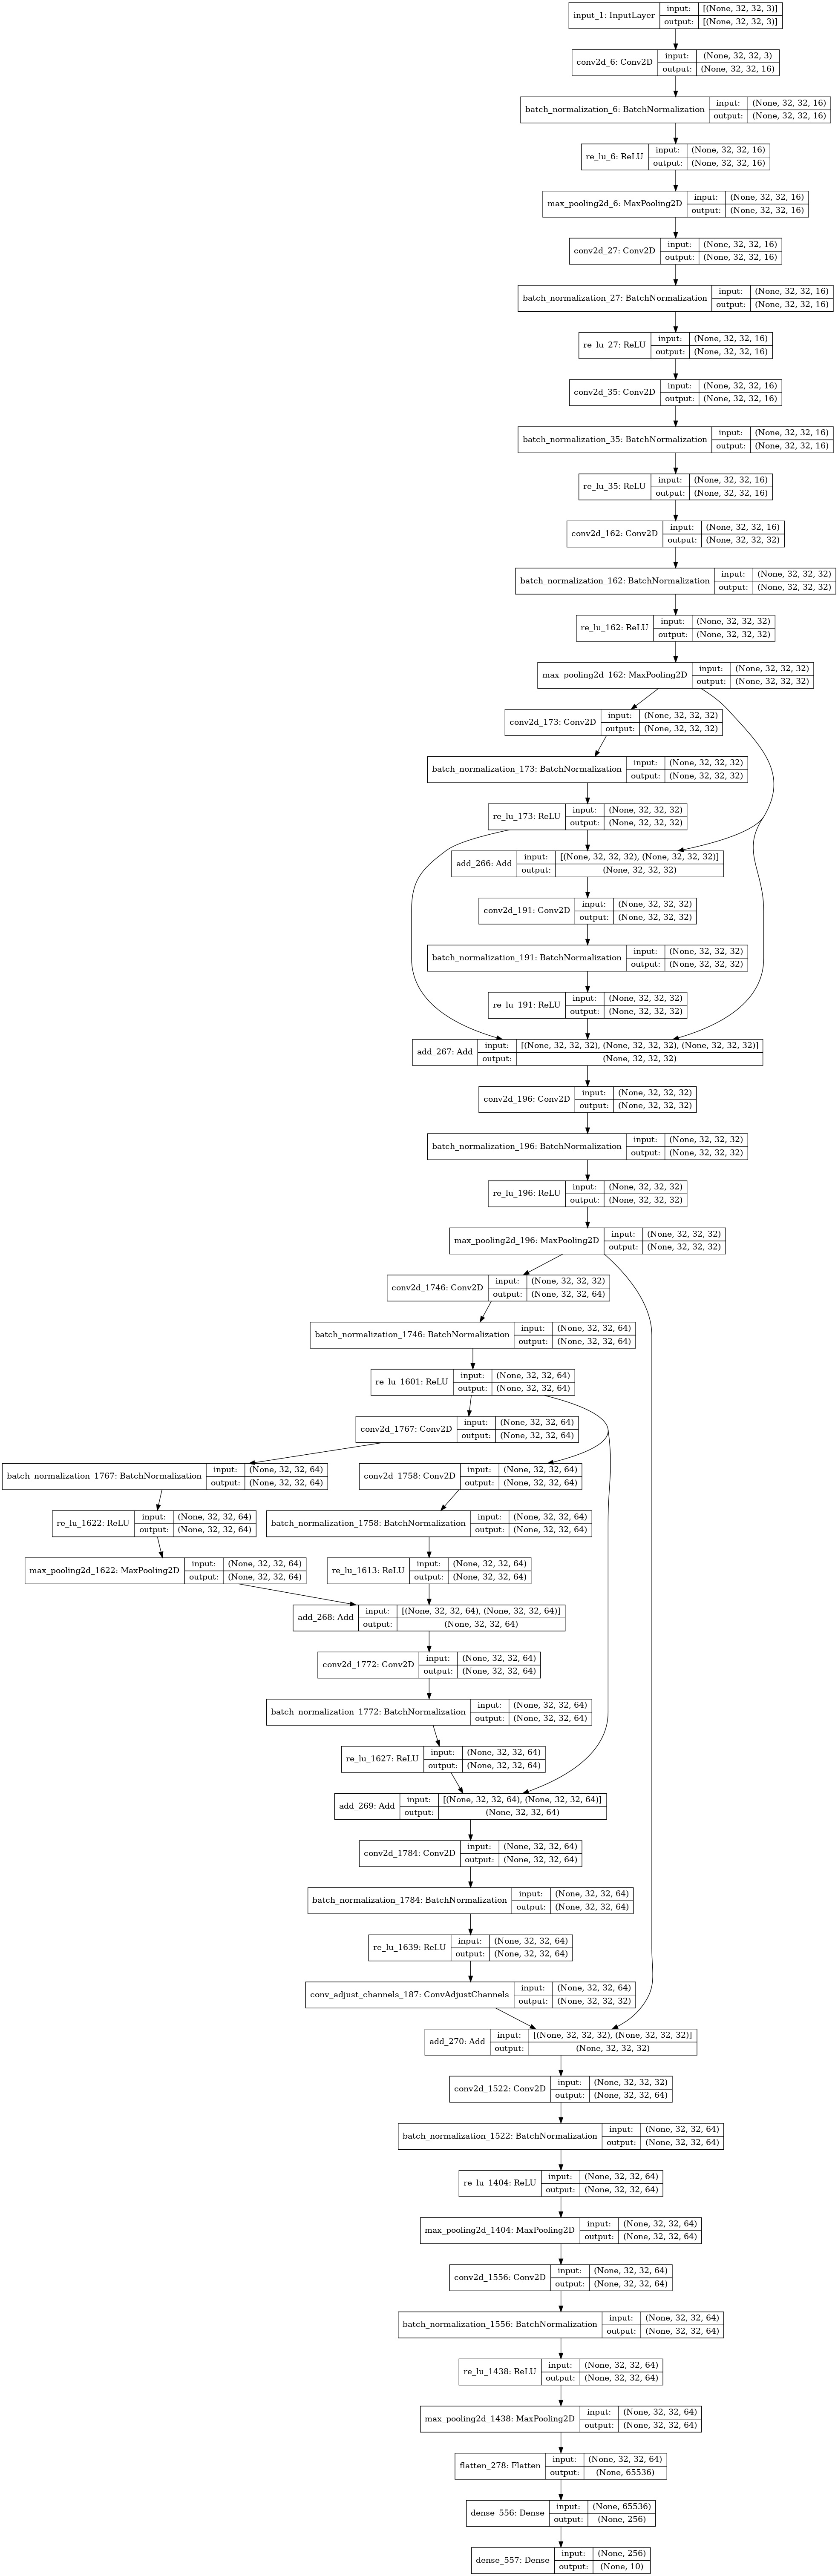 input_1: InputLayer input: [(None, 32, 32, 3)]
output: [(None, 32, 32, 3)]
conv2d_6: Conv2D input: (None, 32, 32, 3)
output: (None, 32, 32, 16)
batch_normalization_6: BatchNormalization input: (None, 32, 32, 16)
output: (None, 32, 32, 16)
re_lu_6: ReLU input: (None, 32, 32, 16)
output: (None, 32, 32, 16)
max_pooling2d_6: MaxPooling2D input: (None, 32, 32, 16)
output: (None, 32, 32, 16)
conv2d_27: Conv2D input: (None, 32, 32, 16)
output: (None, 32, 32, 16)
batch_normalization_27: BatchNormalization input: (None, 32, 32, 16)
output: (None, 32, 32, 16)
re_lu_27: ReLU input: (None, 32, 32, 16)
output: (None, 32, 32, 16)
conv2d_35: Conv2D input: (None, 32, 32, 16)
output: (None, 32, 32, 16)
batch_normalization_35: BatchNormalization input: (None, 32, 32, 16)
output: (None, 32, 32, 16)
re_lu_35: ReLU input: (None, 32, 32, 16)
output: (None, 32, 32, 16)
conv2d_162: Conv2D input: (None, 32, 32, 16)
output: (None, 32, 32, 32)
batch_normalization_162: BatchNormalization input: (None, 32, 32, 32)
output: (None, 32, 32, 32)
re_lu_162: ReLU input: (None, 32, 32, 32)
output: (None, 32, 32, 32)
max_pooling2d_162: MaxPooling2D input: (None, 32, 32, 32)
output: (None, 32, 32, 32)
conv2d_173: Conv2D input: (None, 32, 32, 32)
output: (None, 32, 32, 32)
batch_normalization_173: BatchNormalization input: (None, 32, 32, 32)
output: (None, 32, 32, 32)
re_lu_173: ReLU input: (None, 32, 32, 32)
output: (None, 32, 32, 32)
add_266: Add input: [(None, 32, 32, 32), (None, 32, 32, 32)]
output: (None, 32, 32, 32)
conv2d_191: Conv2D input: (None, 32, 32, 32)
output: (None, 32, 32, 32)
batch_normalization_191: BatchNormalization input: (None, 32, 32, 32)
output: (None, 32, 32, 32)
re_lu_191: ReLU input: (None, 32, 32, 32)
output: (None, 32, 32, 32)
add_267: Add input: [(None, 32, 32, 32), (None, 32, 32, 32), (None, 32, 32, 32)]
output: (None, 32, 32, 32)
conv2d_196: Conv2D input: (None, 32, 32, 32)
output: (None, 32, 32, 32)
batch_normalization_196: BatchNormalization input: (None, 32, 32, 32)
output: (None, 32, 32, 32)
re_lu_196: ReLU input: (None, 32, 32, 32)
output: (None, 32, 32, 32)
max_pooling2d_196: MaxPooling2D input: (None, 32, 32, 32)
output: (None, 32, 32, 32)
conv2d_1746: Conv2D input: (None, 32, 32, 32)
output: (None, 32, 32, 64)
batch_normalization_1746: BatchNormalization input: (None, 32, 32, 64)
output: (None, 32, 32, 64)
re_lu_1601: ReLU input: (None, 32, 32, 64)
output: (None, 32, 32, 64)
conv2d_1767: Conv2D input: (None, 32, 32, 64)
output: (None, 32, 32, 64)
batch_normalization_1767: BatchNormalization input: (None, 32, 32, 64)
output: (None, 32, 32, 64)
conv2d_1758: Conv2D input: (None, 32, 32, 64)
output: (None, 32, 32, 64)
re_lu_1622: ReLU input: (None, 32, 32, 64)
output: (None, 32, 32, 64)
batch_normalization_1758: BatchNormalization input: (None, 32, 32, 64)
output: (None, 32, 32, 64)
max_pooling2d_1622: MaxPooling2D input: (None, 32, 32, 64)
output: (None, 32, 32, 64)
re_lu_1613: ReLU input: (None, 32, 32, 64)
output: (None, 32, 32, 64)
add_268: Add input: [(None, 32, 32, 64), (None, 32, 32, 64)]
output: (None, 32, 32, 64)
conv2d_1772: Conv2D input: (None, 32, 32, 64)
output: (None, 32, 32, 64)
batch_normalization_1772: BatchNormalization input: (None, 32, 32, 64)
output: (None, 32, 32, 64)
re_lu_1627: ReLU input: (None, 32, 32, 64)
output: (None, 32, 32, 64)
add_269: Add input: [(None, 32, 32, 64), (None, 32, 32, 64)]
output: (None, 32, 32, 64)
conv2d_1784: Conv2D input: (None, 32, 32, 64)
output: (None, 32, 32, 64)
batch_normalization_1784: BatchNormalization input: (None, 32, 32, 64)
output: (None, 32, 32, 64)
re_lu_1639: ReLU input: (None, 32, 32, 64)
output: (None, 32, 32, 64)
conv_adjust_channels_187: ConvAdjustChannels input: (None, 32, 32, 64)
output: (None, 32, 32, 32)
add_270: Add input: [(None, 32, 32, 32), (None, 32, 32, 32)]
output: (None, 32, 32, 32)
conv2d_1522: Conv2D input: (None, 32, 32, 32)
output: (None, 32, 32, 64)
batch_normalization_1522: BatchNormalization input: (None, 32, 32, 64)
output: (None, 32, 32, 64)
re_lu_1404: ReLU input: (None, 32, 32, 64)
output: (None, 32, 32, 64)
max_pooling2d_1404: MaxPooling2D input: (None, 32, 32, 64)
output: (None, 32, 32, 64)
conv2d_1556: Conv2D input: (None, 32, 32, 64)
output: (None, 32, 32, 64)
batch_normalization_1556: BatchNormalization input: (None, 32, 32, 64)
output: (None, 32, 32, 64)
re_lu_1438: ReLU input: (None, 32, 32, 64)
output: (None, 32, 32, 64)
max_pooling2d_1438: MaxPooling2D input: (None, 32, 32, 64)
output: (None, 32, 32, 64)
flatten_278: Flatten input: (None, 32, 32, 64)
output: (None, 65536)
dense_556: Dense input: (None, 65536)
output: (None, 256)
dense_557: Dense input: (None, 256)
output: (None, 10)